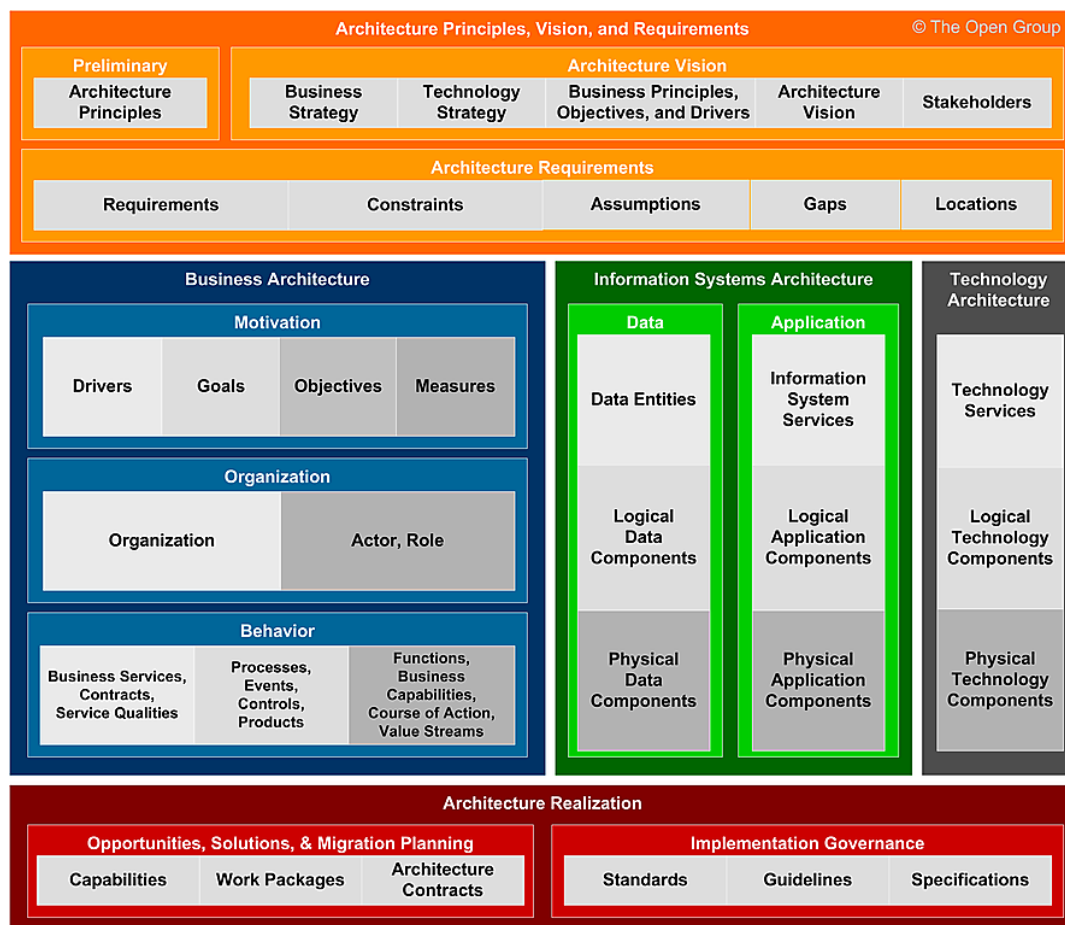 Architecture Principles, Vision, and Requirements
© The Open Group
Preliminary
Architecture
Principles
Architecture Vision
Business
Strategy
Technology
Strategy
Business Principles,
Objectives, and Drivers
Architecture
Vision
Stakeholders
Architecture Requirements
Requirements
Constraints
Assumptions
Gaps
Locations
Business Architecture
Motivation
Drivers
Goals
Objectives
Measures
Organization
Organization
Actor, Role
Behavior
Business Services,
Contracts,
Service Qualities
Processes,
Events,
Controls,
Products
Functions,
Business
Capabilities,
Course of Action,
Value Streams
Information Systems Architecture
Data
Data Entities
Logical
Data
Components
Physical
Data
Components
Application
Information
System
Services
Logical
Application
Components
Physical
Application
Components
Technology
Architecture
Technology
Services
Logical
Technology
Components
Physical
Technology
Components
Architecture Realization
Opportunities, Solutions, & Migration Planning
Capabilities
Work Packages
Architecture
Contracts
Implementation Governance
Standards
Guidelines
Specifications